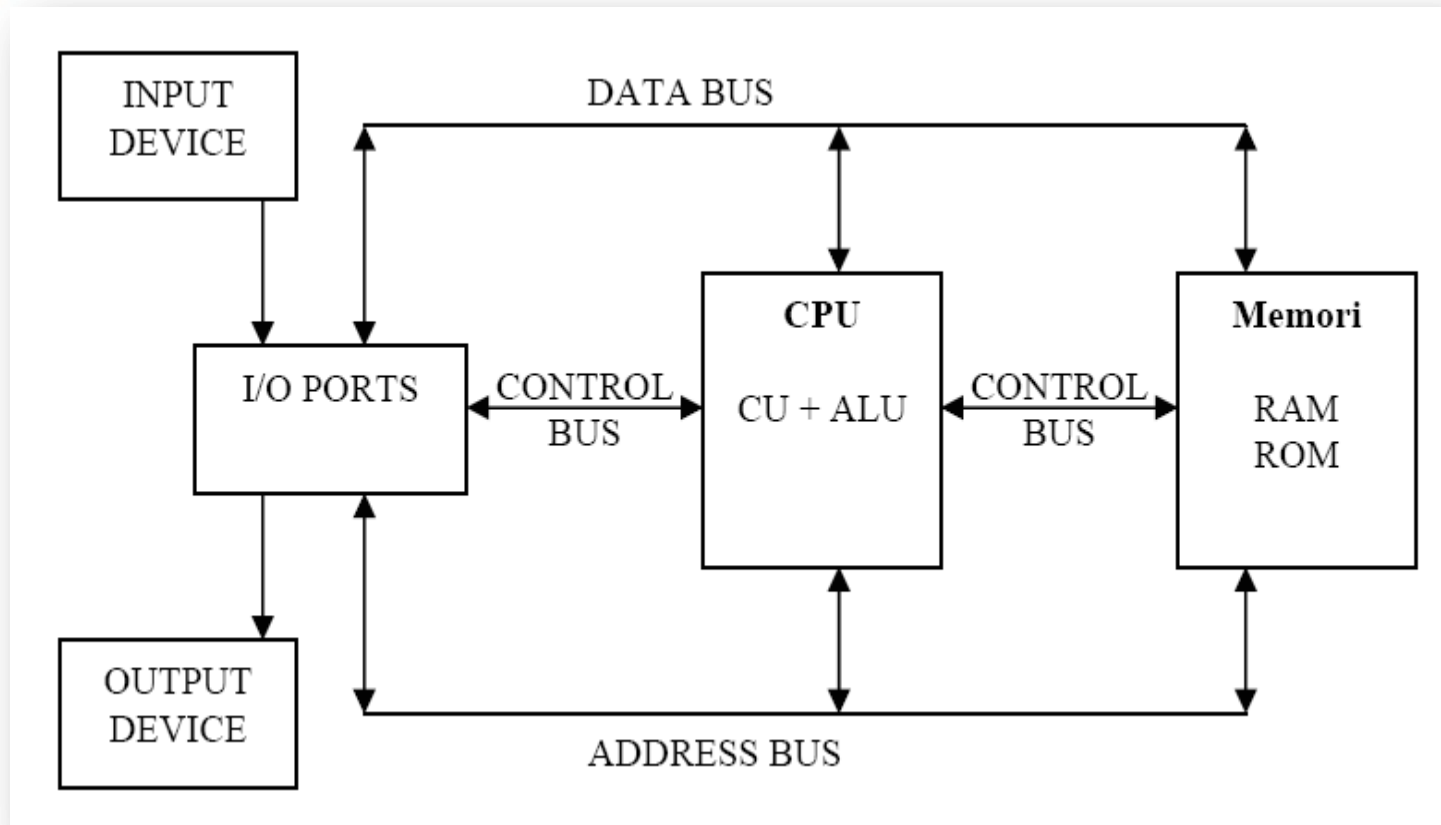 INPUT
DEVICE
DATA BUS
I/O PORTS
CONTROL
BUS
CPU
CU + ALU
CONTROL
BUS
Memori
RAM
ROM
OUTPUT
DEVICE
ADDRESS BUS